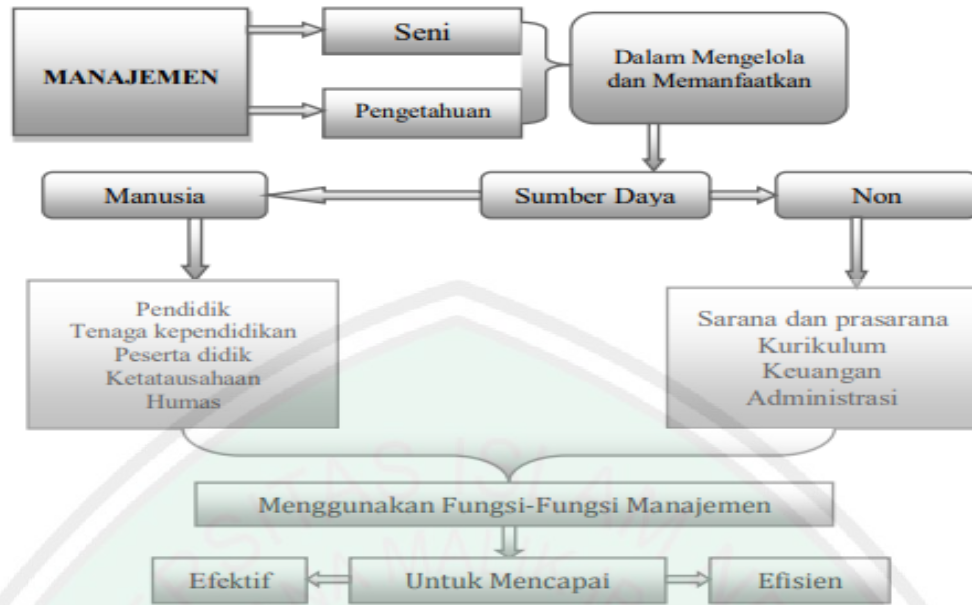 Seni
MANAJEMEN
Pengetahuan
Dalam Mengelola
dan Memanfaatkan
Manusia
Sumber Daya
Non
Pendidik
Tenaga kependidikan
Peserta didik
Ketatausahaan
Humas
Sarana dan prasarana
Kurikulum
Keuangan
Administrasi
Menggunakan Fungsi-Fungsi Manajemen
Efektif
Untuk Mencapai
Efisien